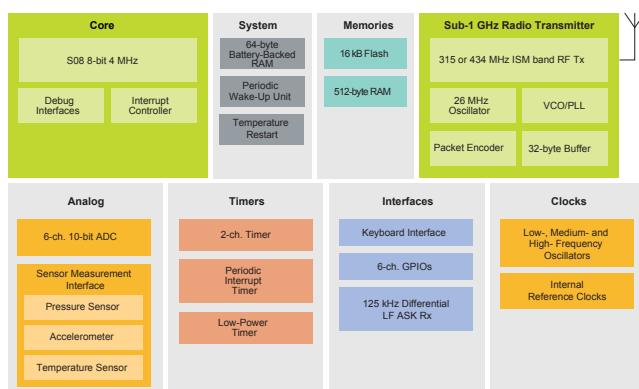 Core
S08 8-bit 4 MHz
Debug
Interfaces
Interrupt
Controller
System
64-byte
Battery-Backed
RAM
Periodic
Wake-Up Unit
Temperature
Restart
Memories
16 kB Flash
512-byte RAM
Sub-1 GHz Radio Transmitter
315 or 434 MHz ISM band RF Tx
26 MHz
Oscillator
VCO/PLL
Packet Encoder
32-byte Buffer
Analog
6-ch. 10-bit ADC
Sensor Measurement
Interface
Pressure Sensor
Accelerometer
Temperature Sensor
Timers
2-ch. Timer
Periodic
Interrupt
Timer
Low-Power
Timer
Interfaces
Keyboard Interface
6-ch. GPIOs
125 kHz Differential
LF ASK Rx
Clocks
Low-, Medium- and
High- Frequency
Oscillators
Internal
Reference Clocks